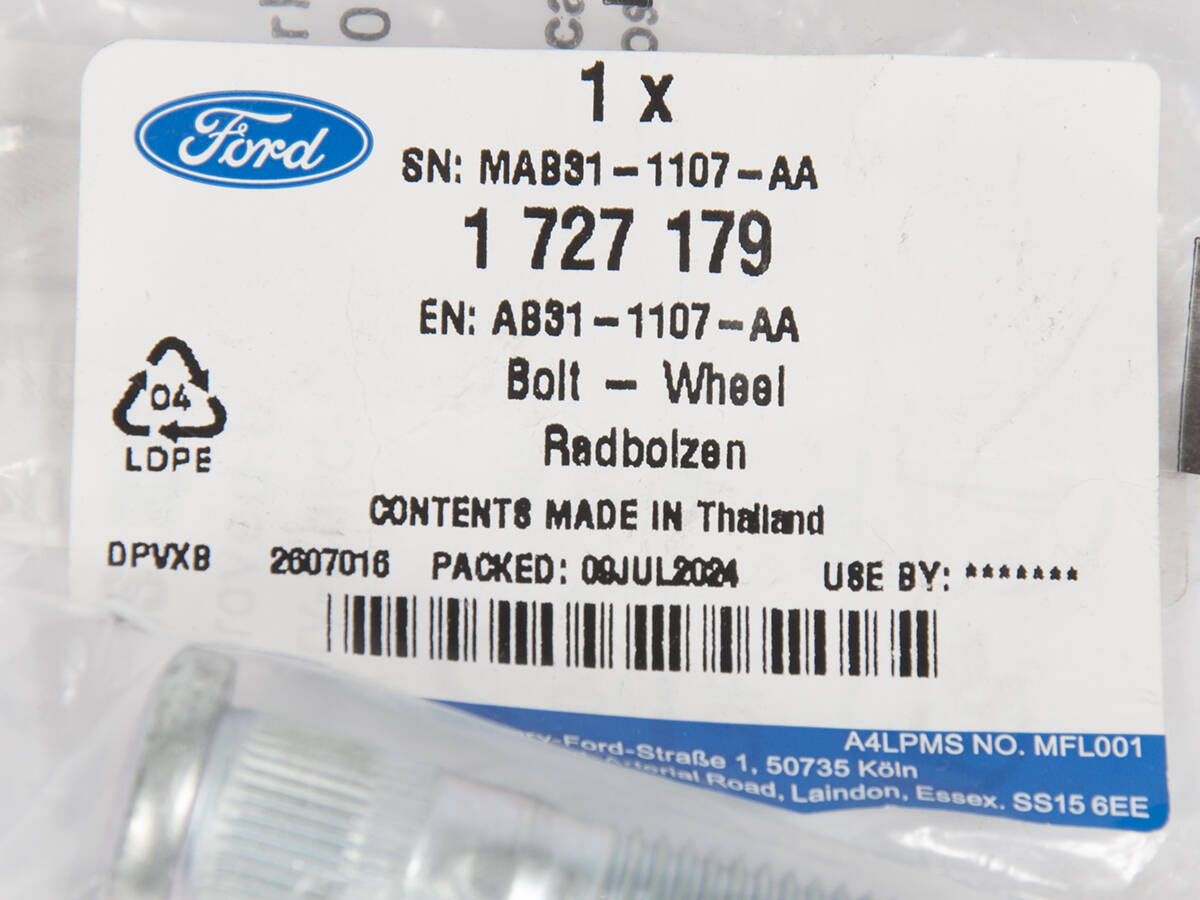 1 x
Ford
SN: MAB31-1107-AA
1 727 179
EN: AB31-1107-AA
Bolt - Wheel
04
LDPE
Radbolzen
CONTENTS MADE IN Thailand
DPVXB 2607016 PACKED: 09JUL2024 USE BY: *******
A4LPMS NO. MFL001
-Ford-Straße 1, 50735 Köln
Arterial Road, Laindon, Essex. SS15 6EE